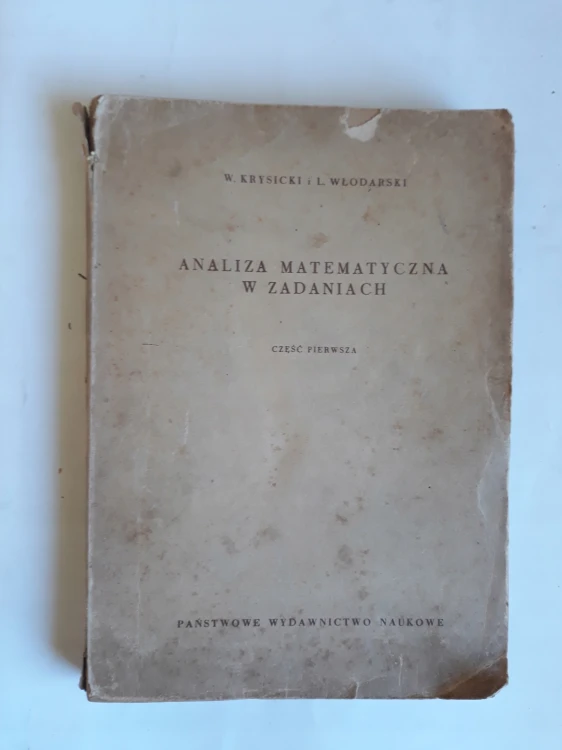 W. KRYSICKI i L. WŁODARSKI
ANALIZA MATEMATYCZNA
W ZADANIACH
CZĘŚĆ PIERWSZA
PAŃSTWOWE WYDAWNICTWO NAUKOWE